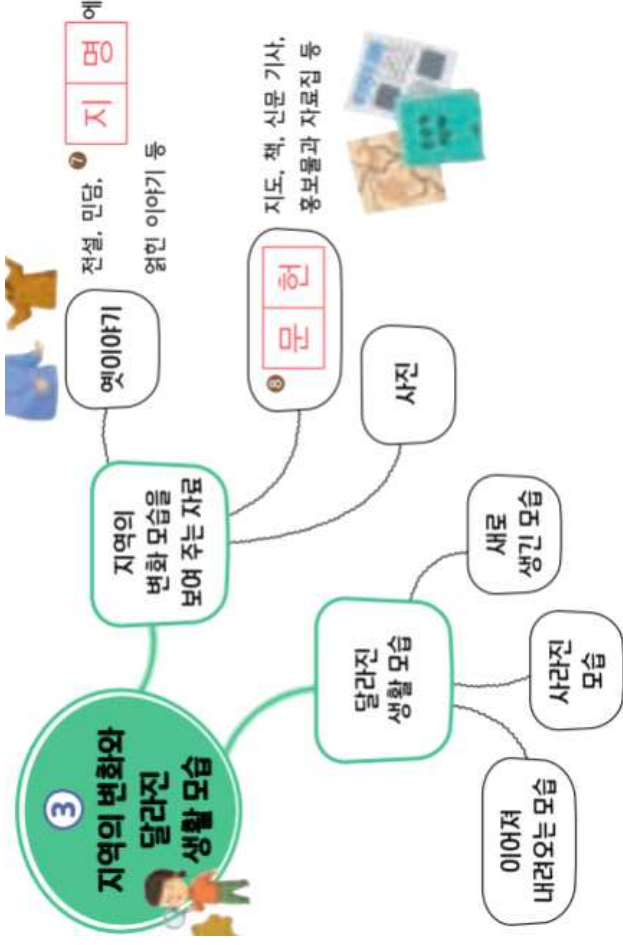 ③
지역의 변화와
달라진
생활 모습
지역의
변화 모습을
보여 주는 자료
옛이야기
전설, 민담, ❼ 지명에
얽힌 이야기 등
❽ 문헌
지도, 책, 신문 기사,
홍보물과 자료집 등
사진
달라진
생활 모습
새로
생긴 모습
사라진
모습
이어져
내려오는 모습